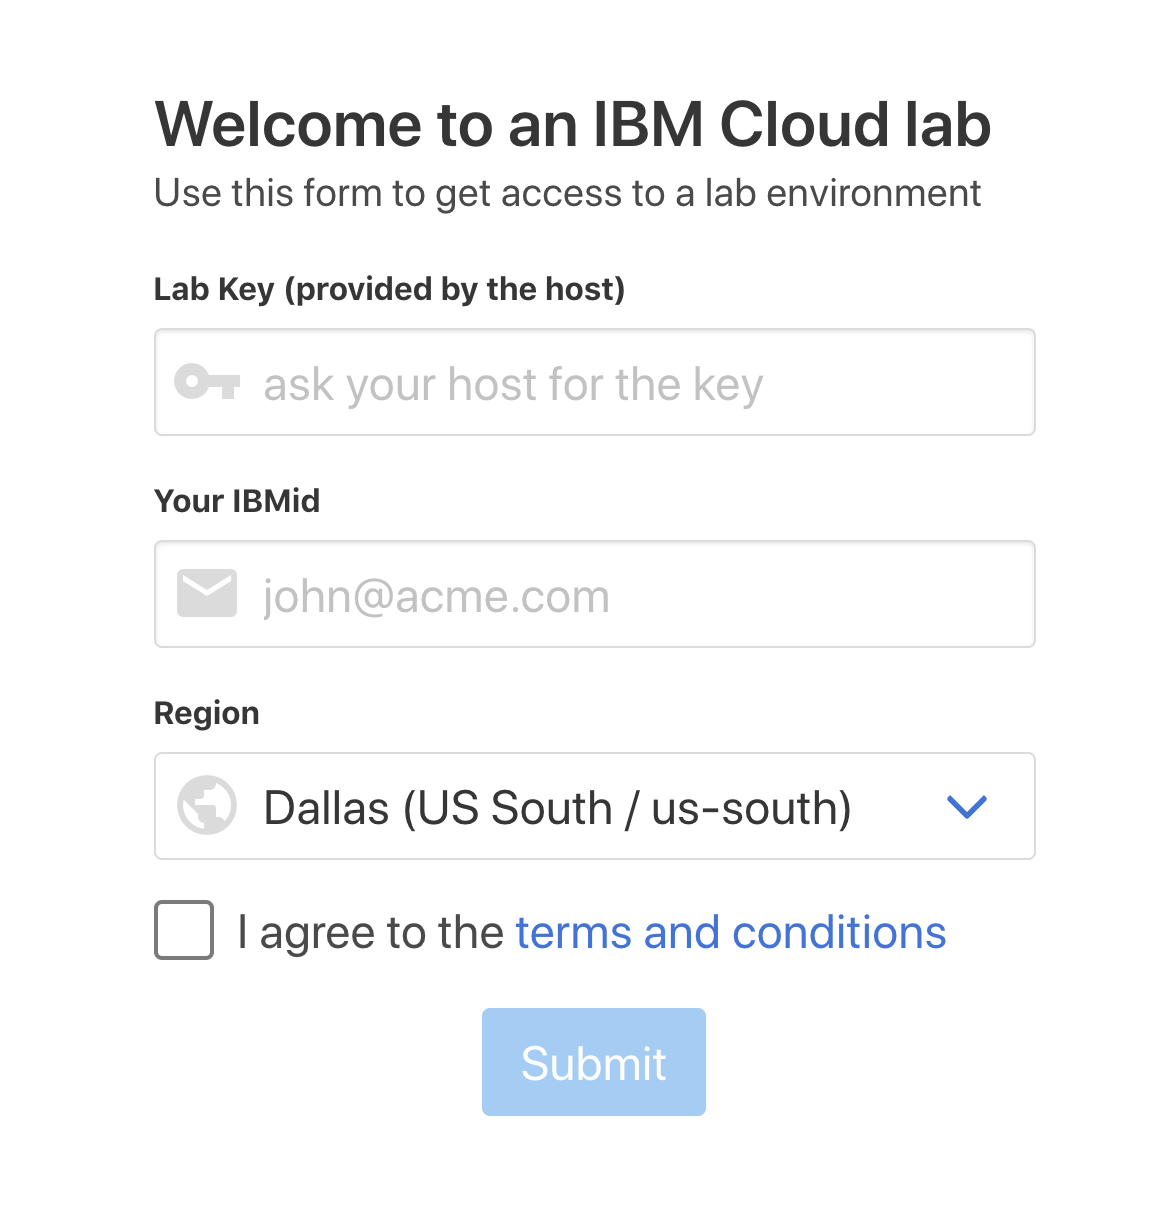 Welcome to an IBM Cloud lab
Use this form to get access to a lab environment
Lab Key (provided by the host)
ask your host for the key
Your IBMid
john@acme.com
Region
Dallas (US South / us-south)
I agree to the terms and conditions
Submit